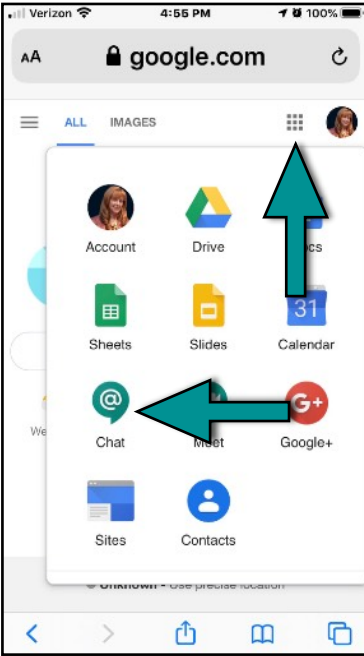 Verizon 4:55 PM 100%
AA google.com
ALL IMAGES
Account Drive cs
Sheets Slides 31 Calendar
@ G+
Chat Meet Google+
Sites Contacts
Unknown - Use precise location